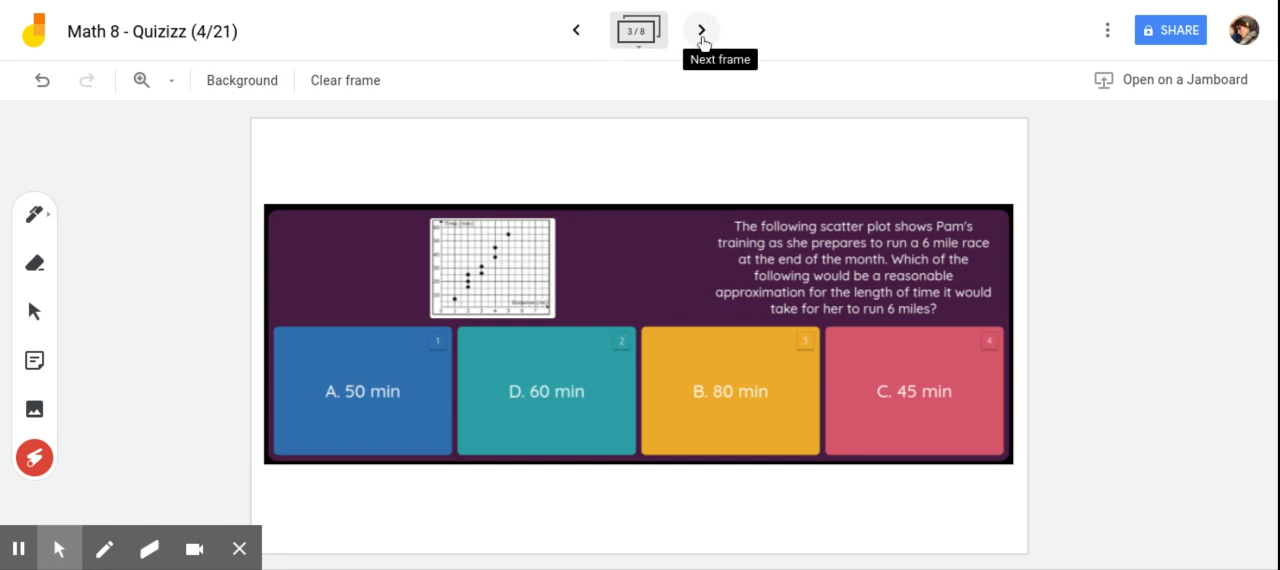 Math 8 - Quizizz (4/21)
3 / 8
SHARE
Next frame
Background
Clear frame
Open on a Jamboard
The following scatter plot shows Pam's
training as she prepares to run a 6 mile race
at the end of the month. Which of the
following would be a reasonable
approximation for the length of time it would
take for her to run 6 miles?
1
A. 50 min
2
D. 60 min
3
B. 80 min
4
C. 45 min